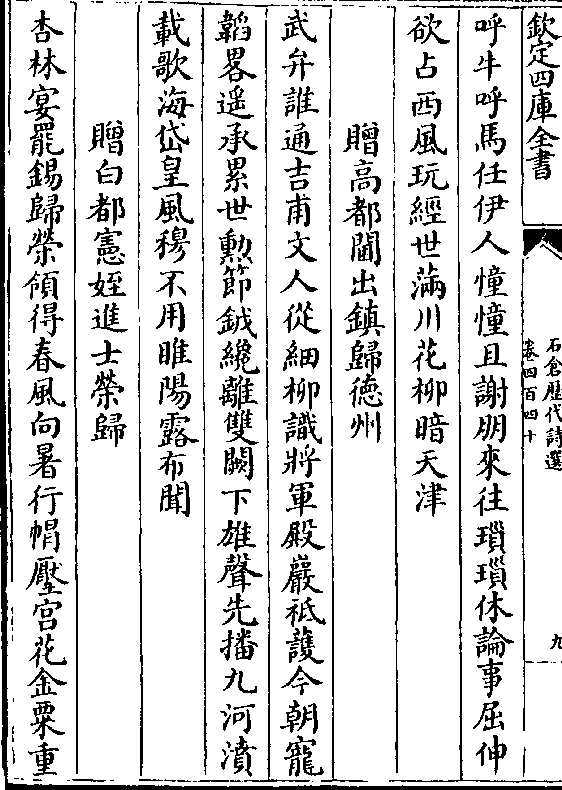 欽定四庫全書
石倉歴代詩選
卷四百四十
九
呼牛呼馬任伊人憧憧且謝朋來往瑣瑣休論事屈伸
欲占西風玩經世滿川花柳暗天津
贈高都閫出鎮歸徳州
武弁誰通吉甫文人從細柳識將軍殿巖祗䕶今朝寵
韜畧遥承累世勲節鉞纔離雙闕下雄聲先播九河濆
載歌海岱皇風穆不用睢陽露布聞
贈白都憲姪進士榮歸
杏林宴罷錫歸榮領得春風向暑行帽壓宫花金粟重